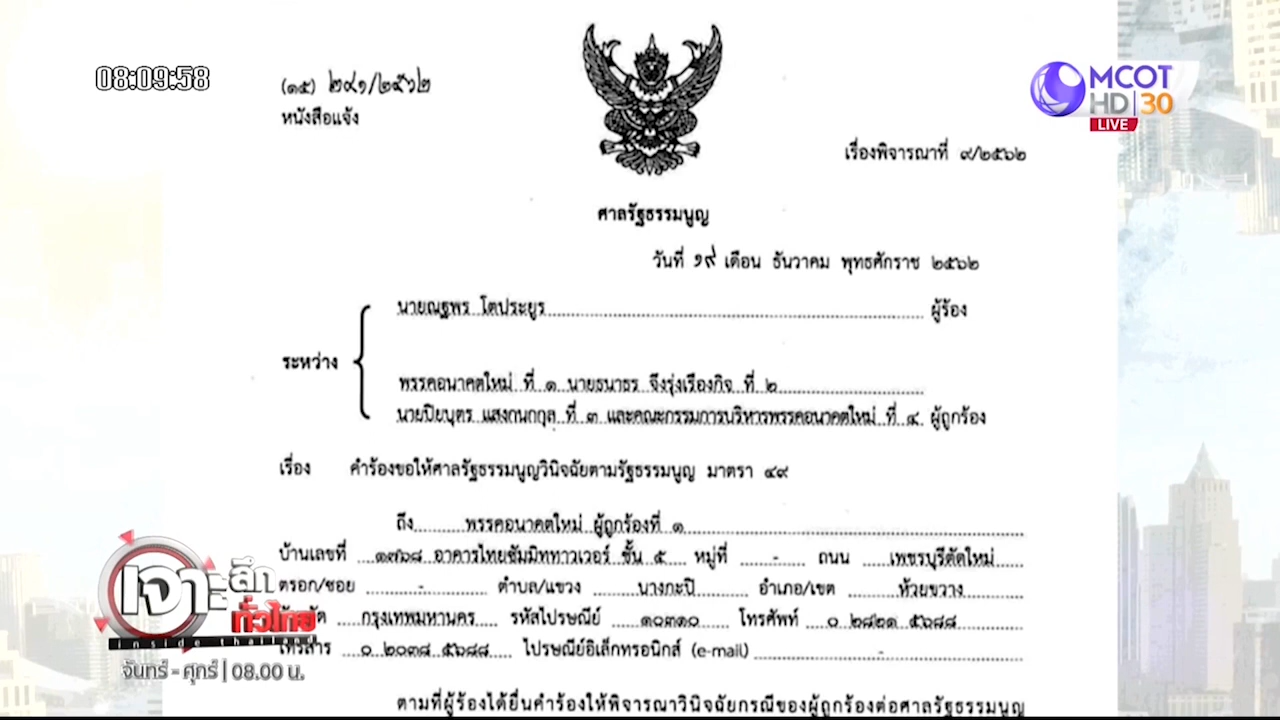 08:09:58
MCOT
HD 30
LIVE
(๑๕) ๒๙๑/๒๕๖๒
หนังสือแจ้ง
เรื่องพิจารณาที่ ๙/๒๕๖๒
ศาลรัฐธรรมนูญ
วันที่ ๑๙ เดือน ธันวาคม พุทธศักราช ๒๕๖๒
นายณฐพร โตประยูร ผู้ร้อง
ระหว่าง
พรรคอนาคตใหม่ ที่ ๑ นายธนาธร จึงรุ่งเรืองกิจ ที่ ๒
นายปิยบุตร แสงกนกกุล ที่ ๓ และคณะกรรมการบริหารพรรคอนาคตใหม่ ที่ ๔ ผู้ถูกร้อง
เรื่อง คำร้องขอให้ศาลรัฐธรรมนูญวินิจฉัยตามรัฐธรรมนูญ มาตรา ๔๙
ถึง พรรคอนาคตใหม่ ผู้ถูกร้องที่ ๑
บ้านเลขที่ ๑๗๖๘ อาคารไทยซัมมิททาวเวอร์ ชั้น ๕ หมู่ที่ - ถนน เพชรบุรีตัดใหม่
ตรอก/ซอย - ตำบล/แขวง บางกะปิ อำเภอ/เขต ห้วยขวาง
กรุงเทพมหานคร รหัสไปรษณีย์ ๑๐๓๑๐ โทรศัพท์ ๐ ๒๘๒๑ ๕๖๘๘
โทรสาร ๐ ๒๐๓๘ ๕๖๘๘ ไปรษณีย์อิเล็กทรอนิกส์ (e-mail) -
ตามที่ผู้ร้องได้ยื่นคำร้องให้พิจารณาวินิจฉัยกรณีของผู้ถูกร้องต่อศาลรัฐธรรมนูญ
เจาะลึก
ทั่วไทย
inside thailand
จันทร์ - ศุกร์ | 08.00 น.